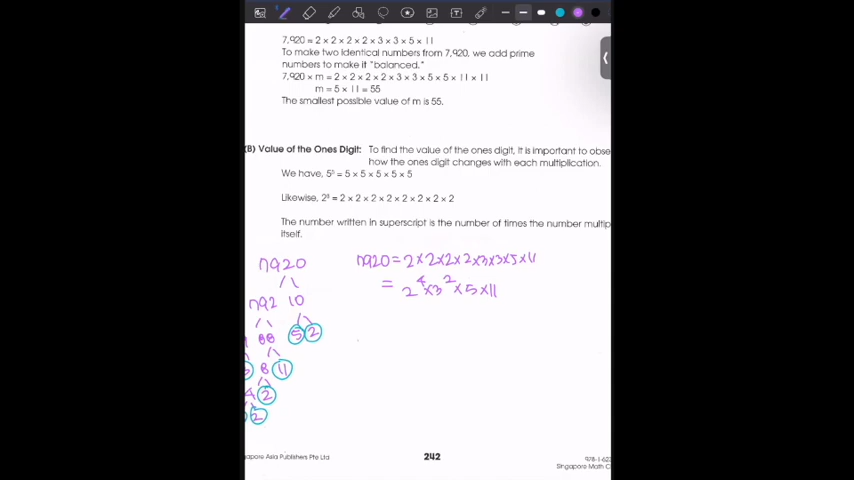 7,920 = 2 × 2 × 2 × 2 × 3 × 3 × 5 × 11
To make two identical numbers from 7,920, we add prime
numbers to make it "balanced."
7,920 × m = 2 × 2 × 2 × 2 × 3 × 3 × 5 × 5 × 11 × 11
m = 5 × 11 = 55
The smallest possible value of m is 55.
(B) Value of the Ones Digit: To find the value of the ones digit, it is important to obse
how the ones digit changes with each multiplication.
We have, 5⁵ = 5 × 5 × 5 × 5 × 5
Likewise, 2⁸ = 2 × 2 × 2 × 2 × 2 × 2 × 2 × 2
The number written in superscript is the number of times the number multip
itself.
7920 7920 = 2×2×2×2×3×3×5×11
= 2⁴×3²×5×11
792 10
88 5 2
8 11
4 2
2
gapore Asia Publishers Pte Ltd 242 978-1-62
Singapore Math C